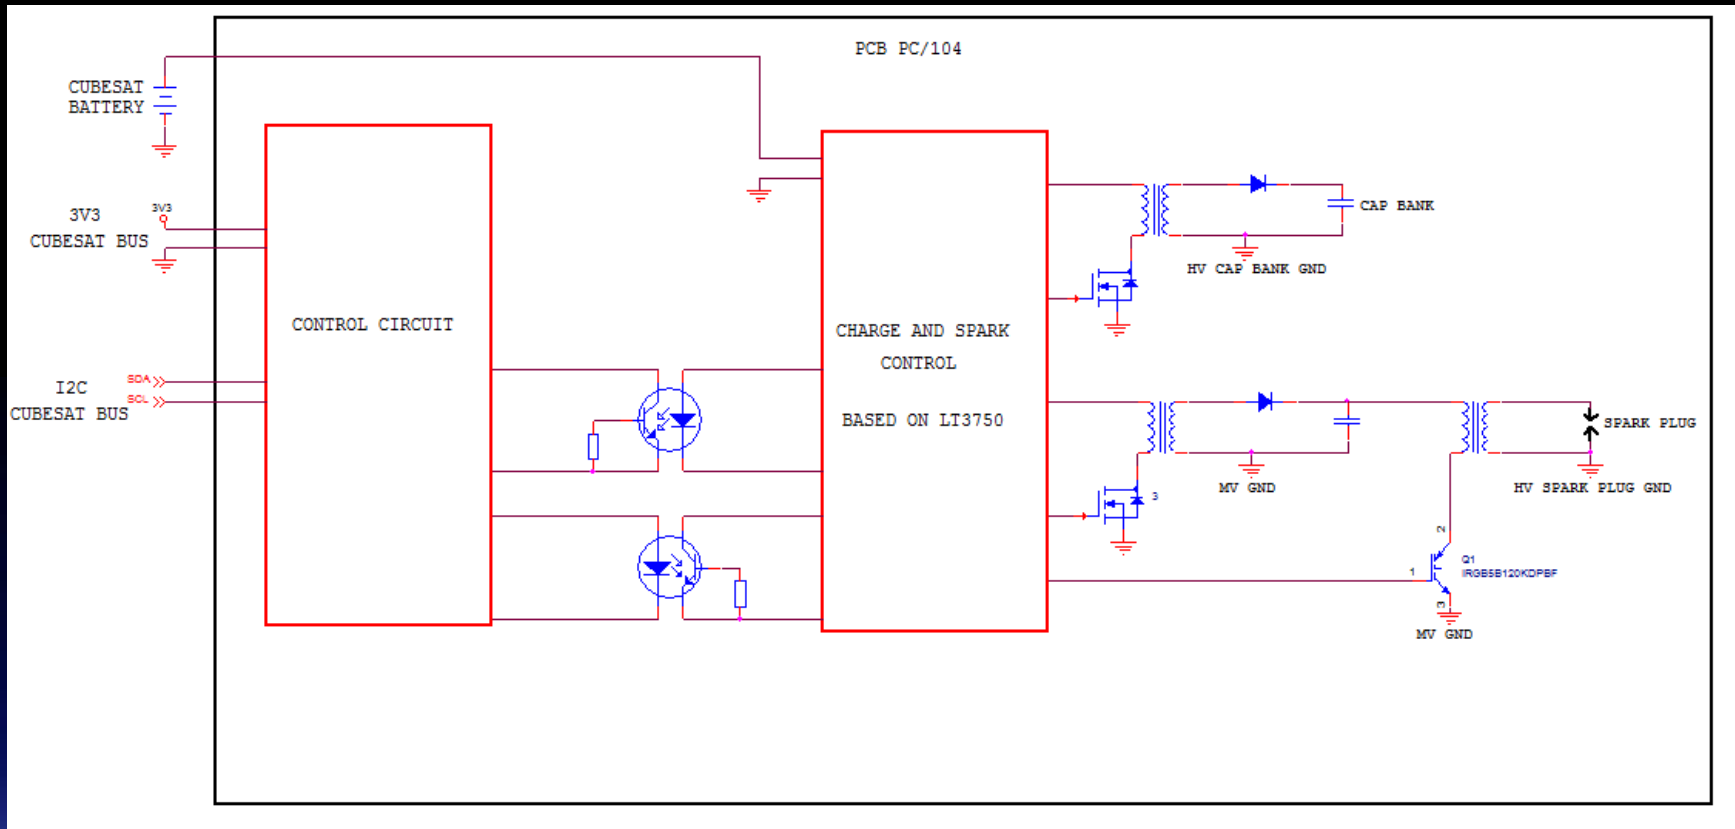 PCB PC/104
CUBESAT
BATTERY
3V3
3V3
CUBESAT BUS
I2C
CUBESAT BUS
SDA
SCL
CONTROL CIRCUIT
CHARGE AND SPARK
CONTROL
BASED ON LT3750
CAP BANK
HV CAP BANK GND
SPARK PLUG
MV GND
HV SPARK PLUG GND
3
2
Q1
IRGB5B120KDPBF
1
3
MV GND